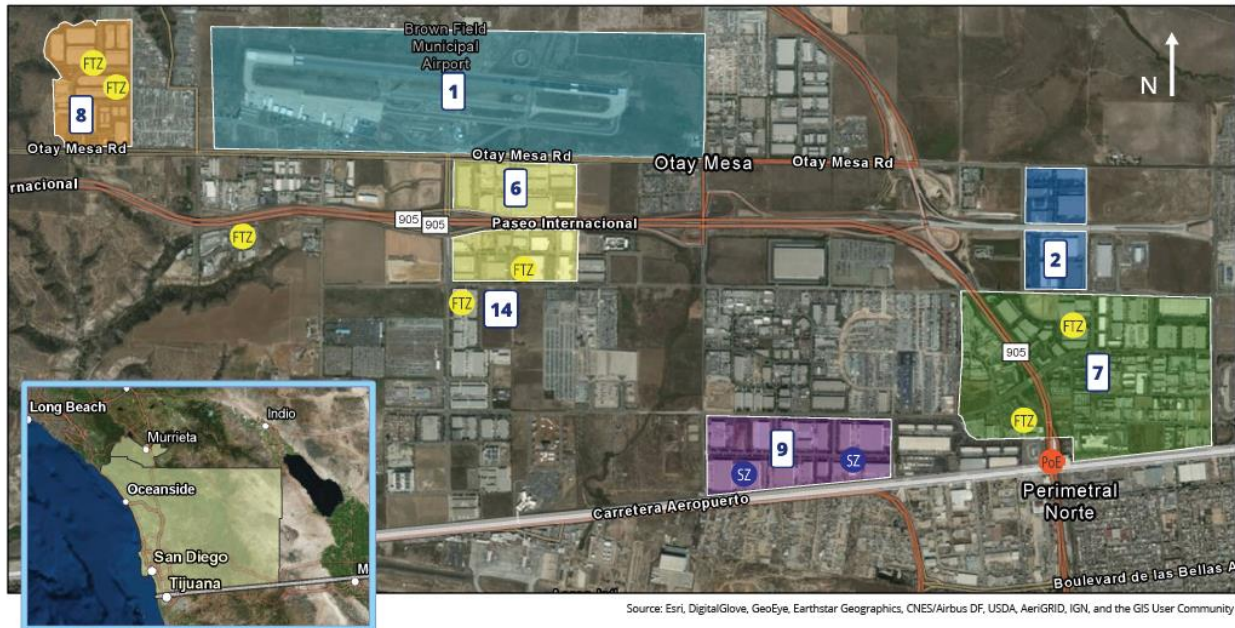 Brown Field
Municipal
Airport
1
N
FTZ
FTZ
8
Otay Mesa Rd
Otay Mesa Rd
Otay Mesa
Otay Mesa Rd
6
rnacional
905
905
Paseo Internacional
FTZ
FTZ
2
FTZ
14
FTZ
905
7
FTZ
9
SZ
SZ
PoE
Carretera Aeropuerto
Perimetral
Norte
Boulevard de las Bellas A
Long Beach
Indio
Murrieta
Oceanside
San Diego
Tijuana
M
Source: Esri, DigitalGlove, GeoEye, Earthstar Geographics, CNES/Airbus DF, USDA, AeriGRID, IGN, and the GIS User Community